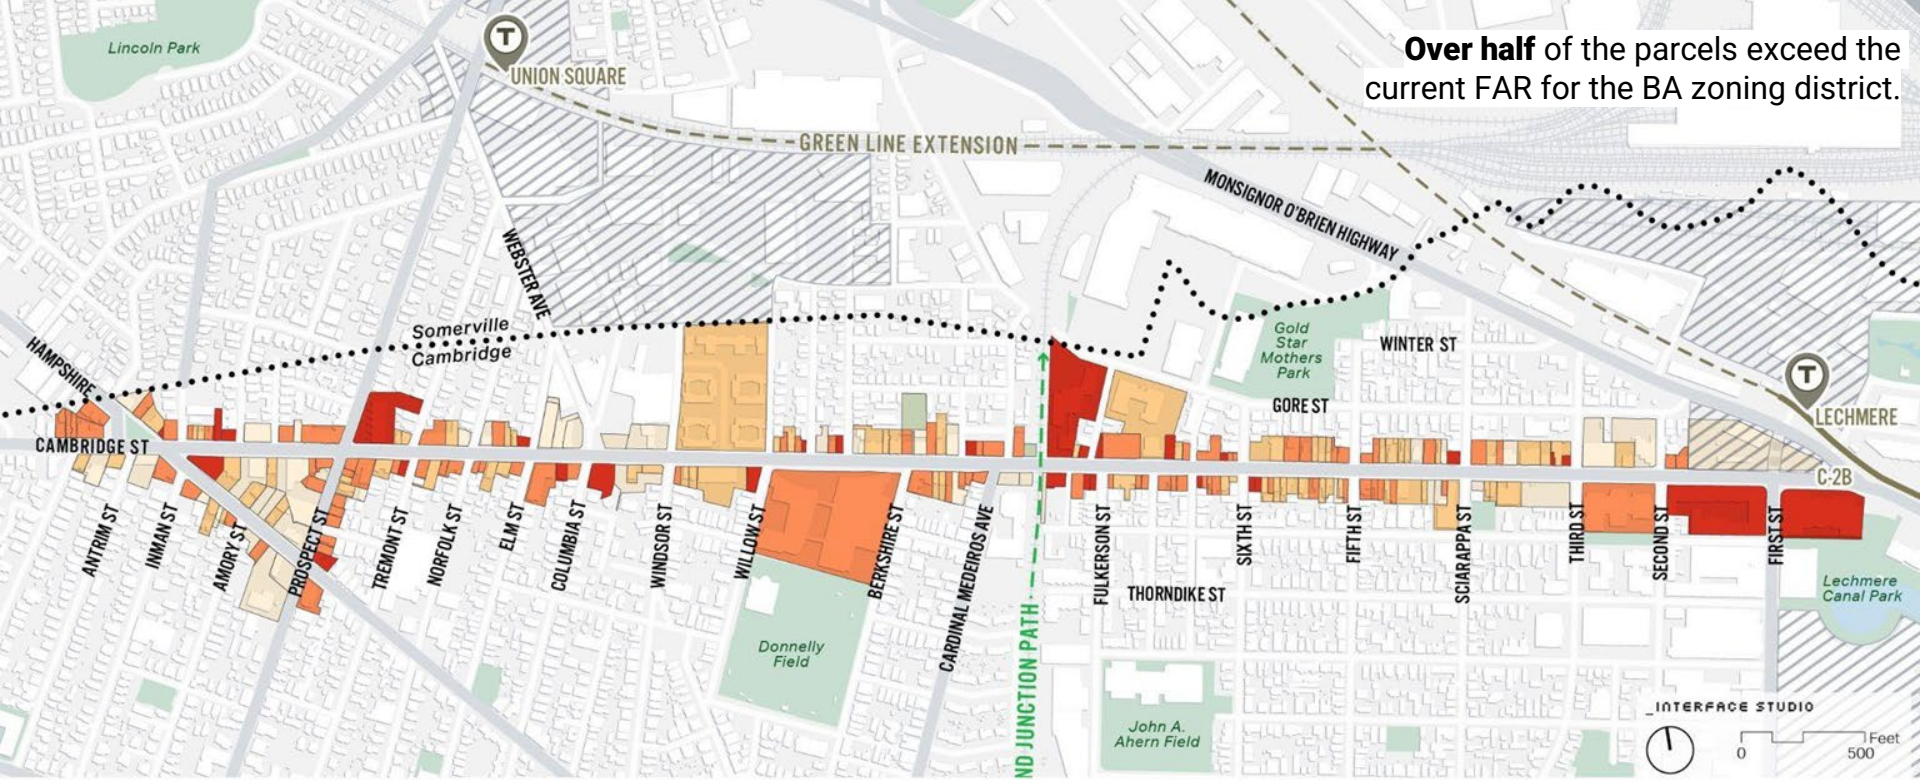 Over half of the parcels exceed the
current FAR for the BA zoning district.
Lincoln Park
T
UNION SQUARE
GREEN LINE EXTENSION
MONSIGNOR O'BRIEN HIGHWAY
WEBSTER AVE
Somerville
Cambridge
HAMPSHIRE
Gold
Star
Mothers
Park
WINTER ST
T
LECHMERE
GORE ST
CAMBRIDGE ST
C-2B
ANTRIM ST
INMAN ST
AMORY ST
PROSPECT ST
TREMONT ST
NORFOLK ST
ELM ST
COLUMBIA ST
WINDSOR ST
WILLOW ST
BERKSHIRE ST
CARDINAL MEDEIROS AVE
FULKERSON ST
THORNDIKE ST
SIXTH ST
FIFTH ST
SCIARAPPA ST
THIRD ST
SECOND ST
FIRST ST
Lechmere
Canal Park
Donnelly
Field
ND JUNCTION PATH
John A.
Ahern Field
_INTERFACE STUDIO
Feet
0
500